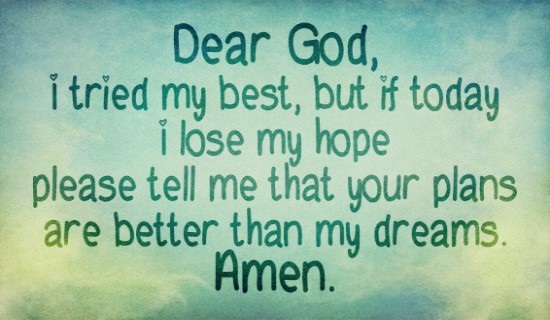 Dear God,
i tried my best, but if today
i lose my hope
please tell me that your plans
are better than my dreams.
Amen.